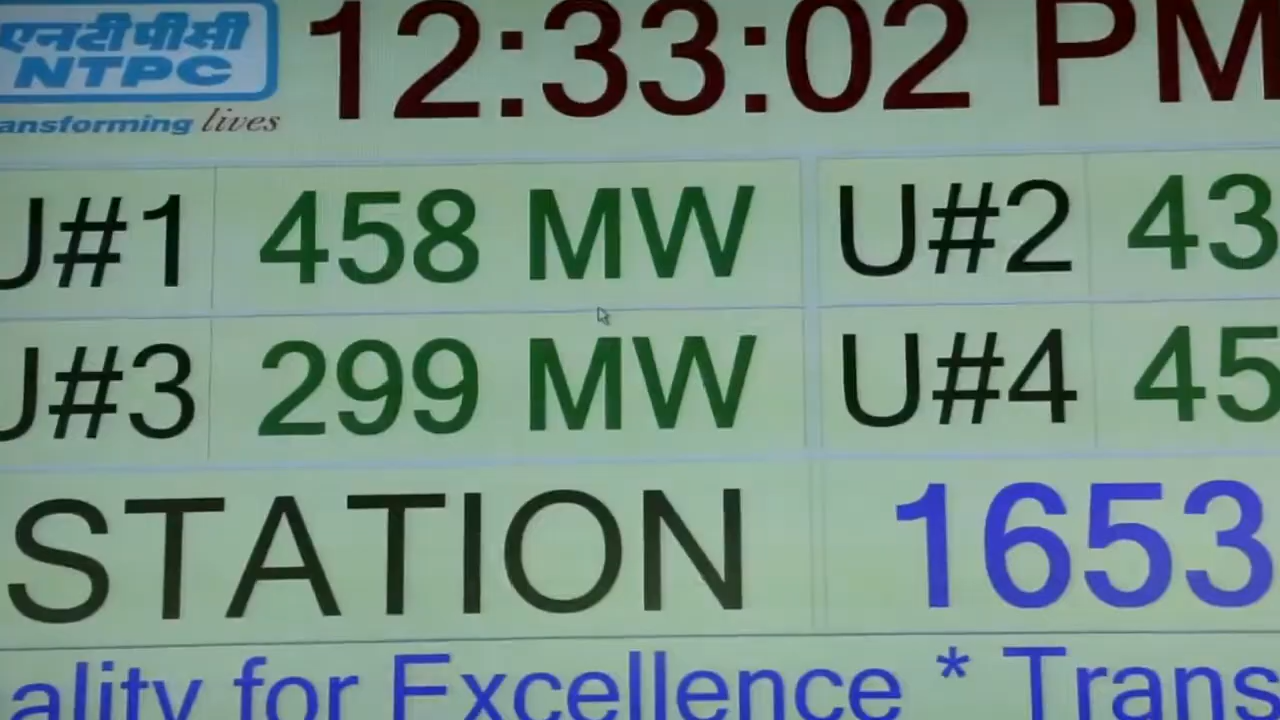 एनटीपीसी
NTPC
ansforming lives
12:33:02 PM
U#1 458 MW U#2 43
U#3 299 MW U#4 45
STATION 1653
ality for Excellence * Trans